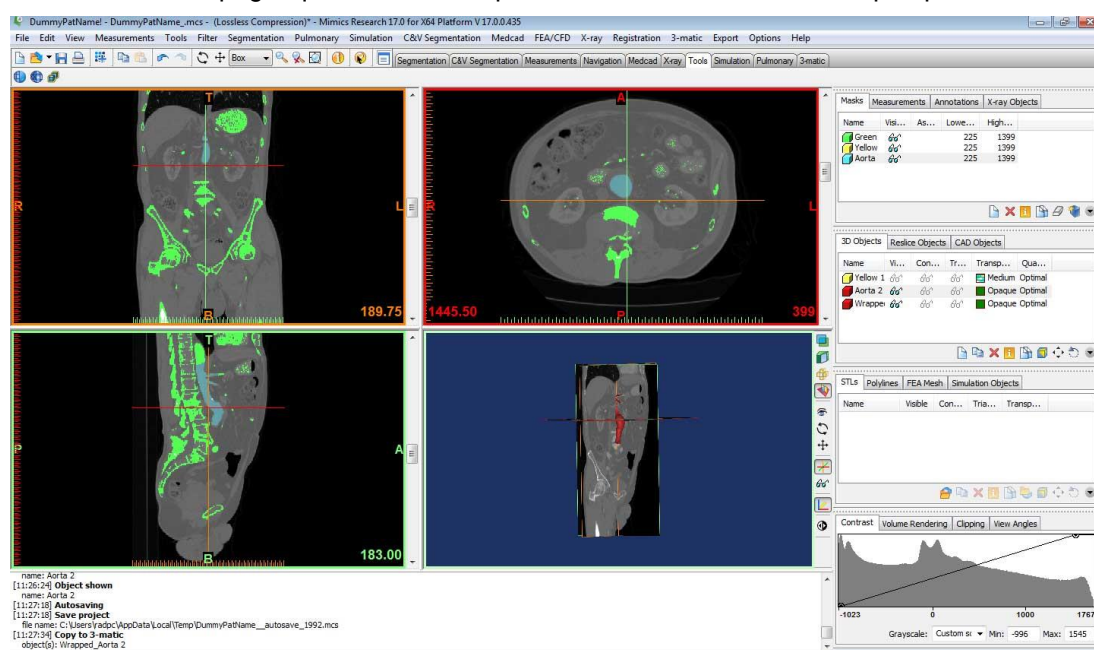 DummyPatName! - DummyPatName_.mcs - (Lossless Compression)* - Mimics Research 17.0 for X64 Platform V 17.0.0.435
File Edit View Measurements Tools Filter Segmentation Pulmonary Simulation C&V Segmentation Medcad FEA/CFD X-ray Registration 3-matic Export Options Help
Box
Segmentation C&V Segmentation Measurements Navigation Medcad X-ray Tools Simulation Pulmonary 3-matic
T
R
L
B
189.75
A
R
L
P
1445.50
399
T
P
A
B
183.00
Masks Measurements Annotations X-ray Objects
Name Visi... As... Lowe... High...
Green 225 1399
Yellow 225 1399
Aorta 225 1399
3D Objects Reslice Objects CAD Objects
Name Vi... Con... Tr... Transp... Qua...
Yellow 1 Medium Optimal
Aorta 2 Opaque Optimal
Wrappe Opaque Optimal
STLs Polylines FEA Mesh Simulation Objects
Name Visible Con... Tria... Transp...
Contrast Volume Rendering Clipping View Angles
-1023 0 1000 1767
Grayscale: Custom sc Min: -996 Max: 1545
name: Aorta 2
[11:26:24] Object shown
name: Aorta 2
[11:27:18] Autosaving
[11:27:18] Save project
file name: C:\Users\radpc\AppData\Local\Temp\DummyPatName__autosave_1992.mcs
[11:27:34] Copy to 3-matic
object(s): Wrapped_Aorta 2